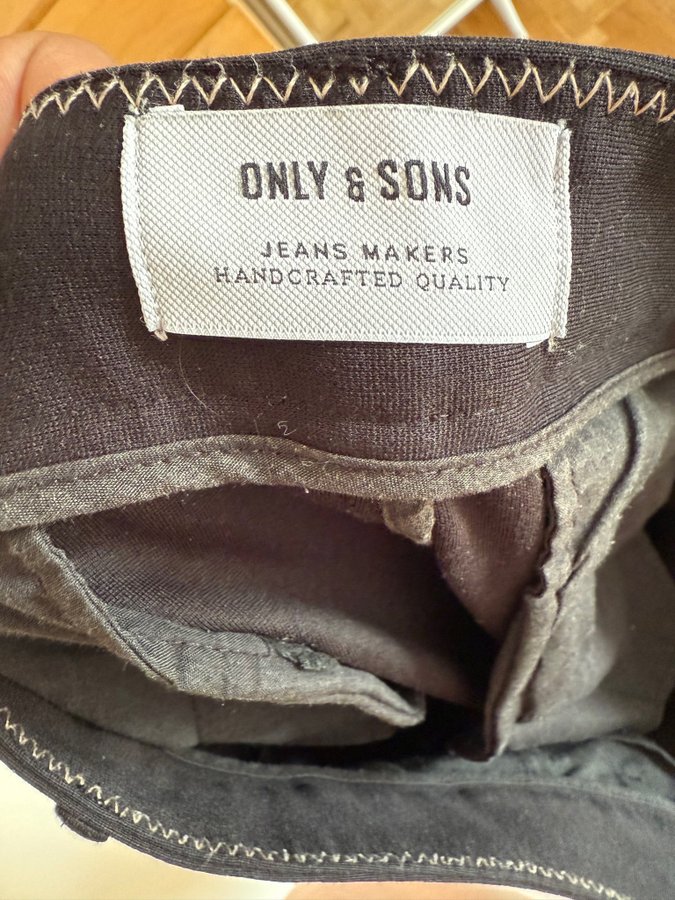 ONLY & SONS
JEANS MAKERS
HANDCRAFTED QUALITY